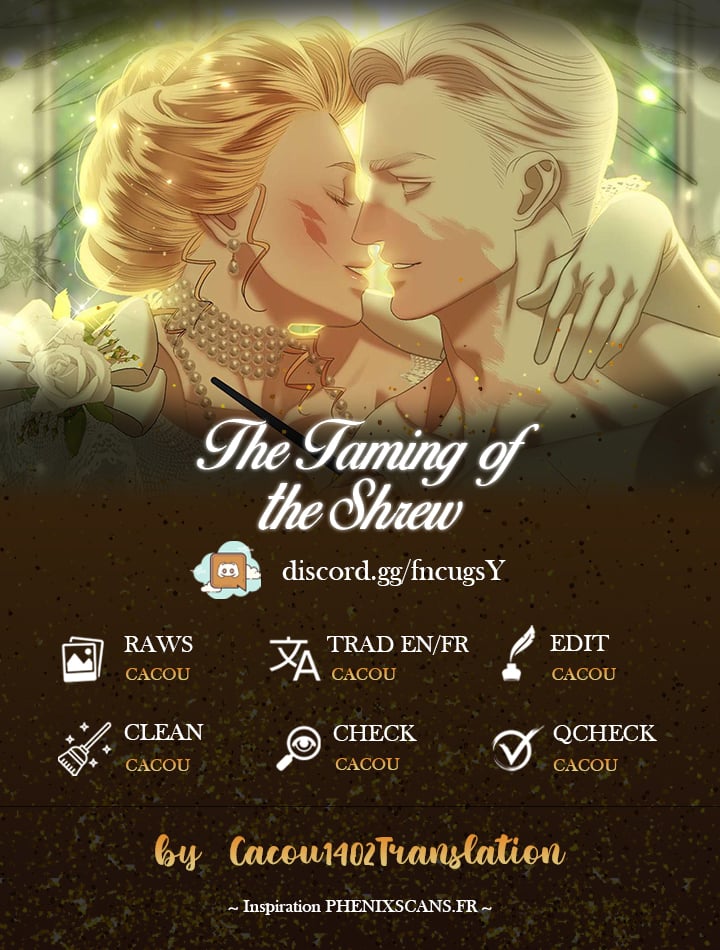 The Taming of
the Shrew
discord.gg/fncugsY
RAWS
CACOU
TRAD EN/FR
CACOU
EDIT
CACOU
CLEAN
CACOU
CHECK
CACOU
QCHECK
CACOU
by Cacou1402Translation
~ Inspiration PHENIXSCANS.FR ~